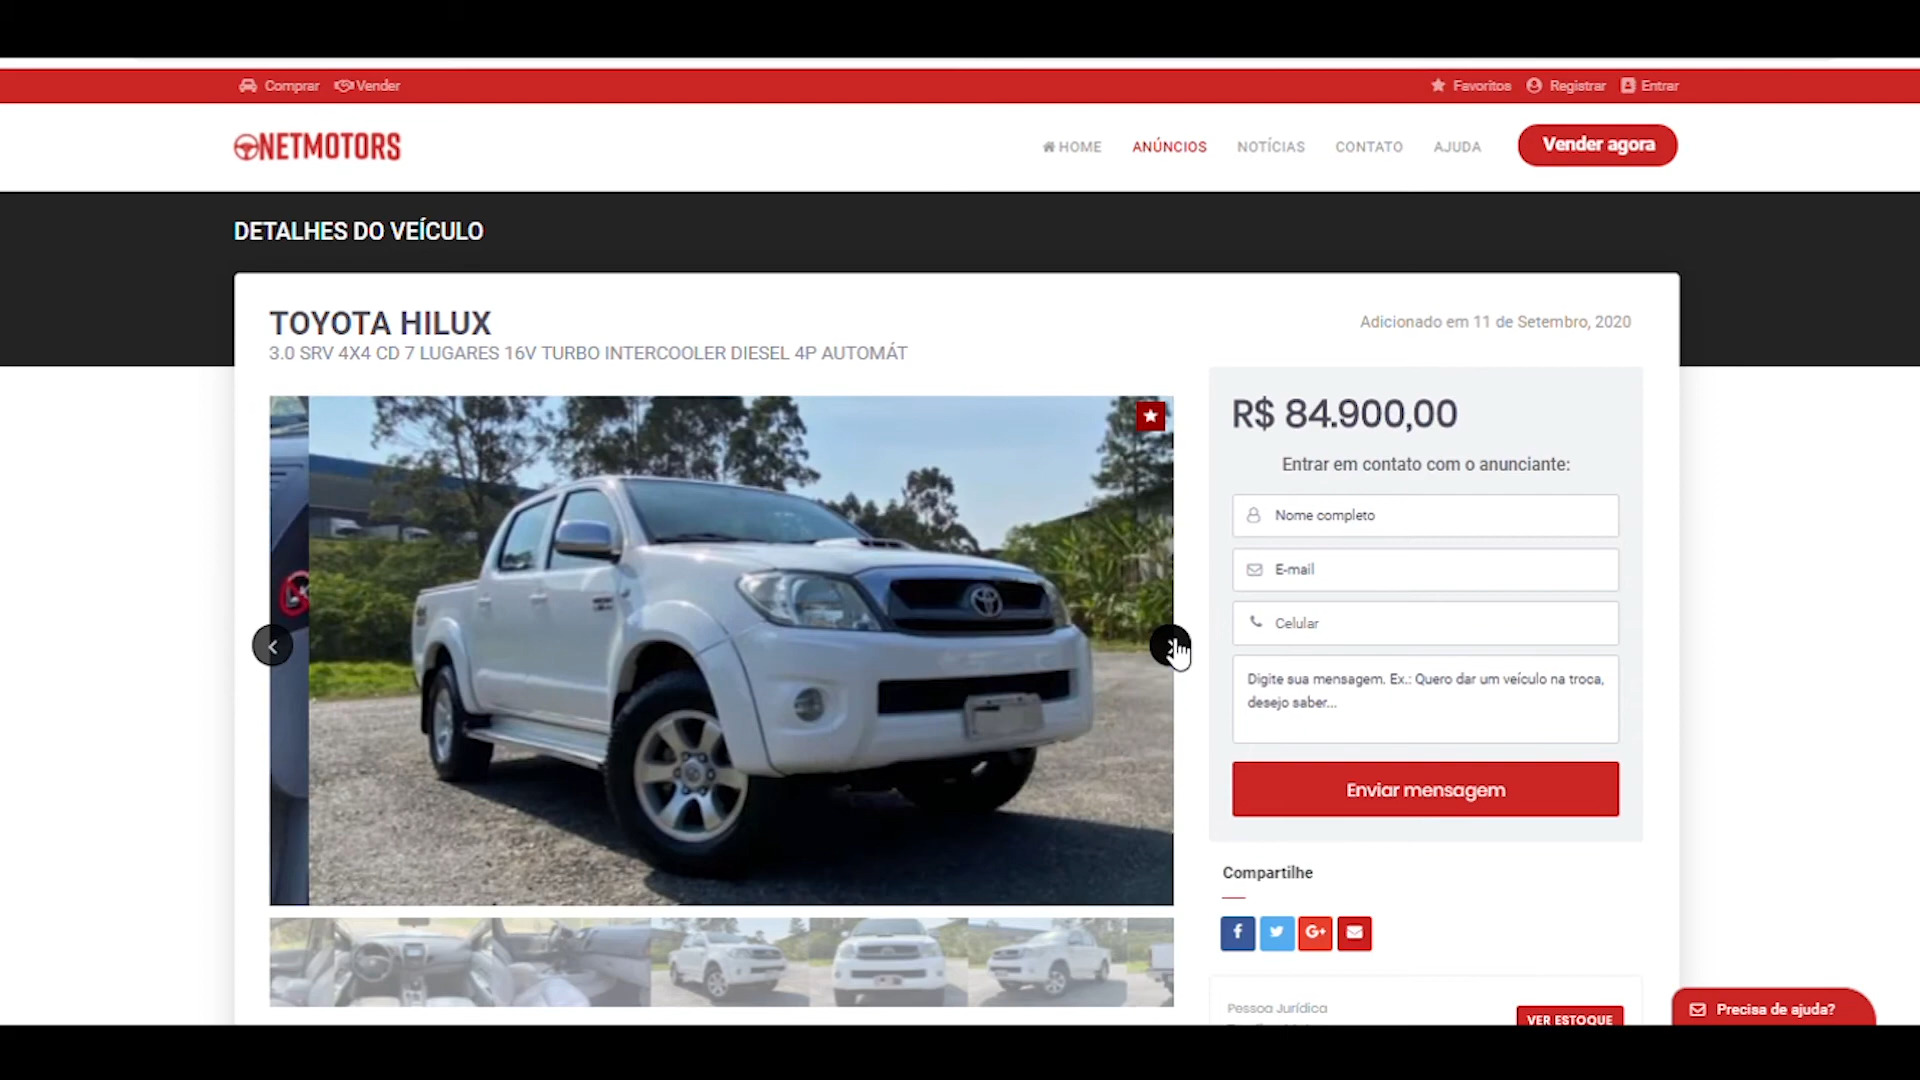 Comprar Vender Favoritos Registrar Entrar
NETMOTORS HOME ANÚNCIOS NOTÍCIAS CONTATO AJUDA Vender agora
DETALHES DO VEÍCULO
TOYOTA HILUX
Adicionado em 11 de Setembro, 2020
3.0 SRV 4X4 CD 7 LUGARES 16V TURBO INTERCOOLER DIESEL 4P AUTOMÁT
R$ 84.900,00
Entrar em contato com o anunciante:
Nome completo
E-mail
Celular
Digite sua mensagem. Ex.: Quero dar um veículo na troca,
desejo saber...
Enviar mensagem
Compartilhe
Pessoa Jurídica
VER ESTOQUE
Precisa de ajuda?